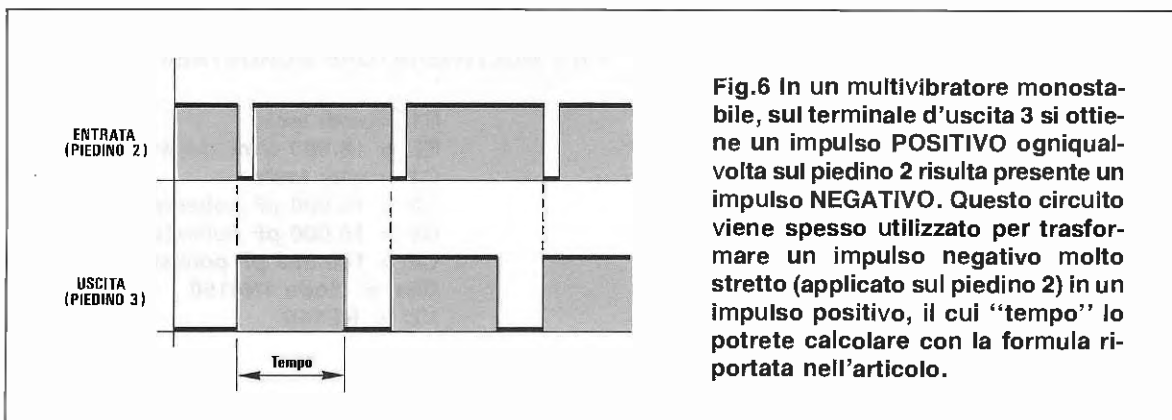 ENTRATA
(PIEDINO 2)
USCITA
(PIEDINO 3)
Tempo
Fig.6 In un multivibratore monosta-
bile, sul terminale d'uscita 3 si ottie-
ne un impulso POSITIVO ogniqual-
volta sul piedino 2 risulta presente un
impulso NEGATIVO. Questo circuito
viene spesso utilizzato per trasfor-
mare un impulso negativo molto
stretto (applicato sul piedino 2) in un
impulso positivo, il cui "tempo" lo
potrete calcolare con la formula ri-
portata nell'articolo.